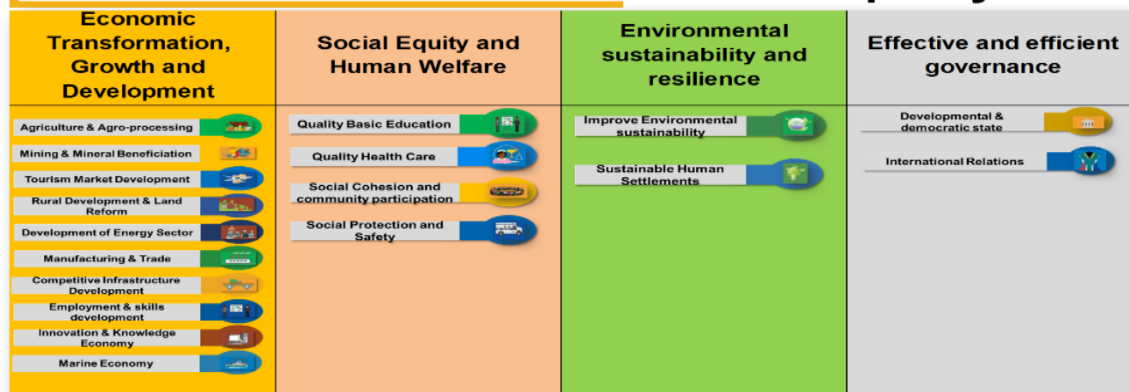 Economic
Transformation,
Growth and
Development
Agriculture & Agro-processing
Mining & Mineral Beneficiation
Tourism Market Development
Rural Development & Land
Reform
Development of Energy Sector
Manufacturing & Trade
Competitive Infrastructure
Development
Employment & skills
development
Innovation & Knowledge
Economy
Marine Economy
Social Equity and
Human Welfare
Quality Basic Education
Quality Health Care
Social Cohesion and
community participation
Social Protection and
Safety
Environmental
sustainability and
resilience
Improve Environmental
sustainability
Sustainable Human
Settlements
Effective and efficient
governance
Developmental &
democratic state
International Relations